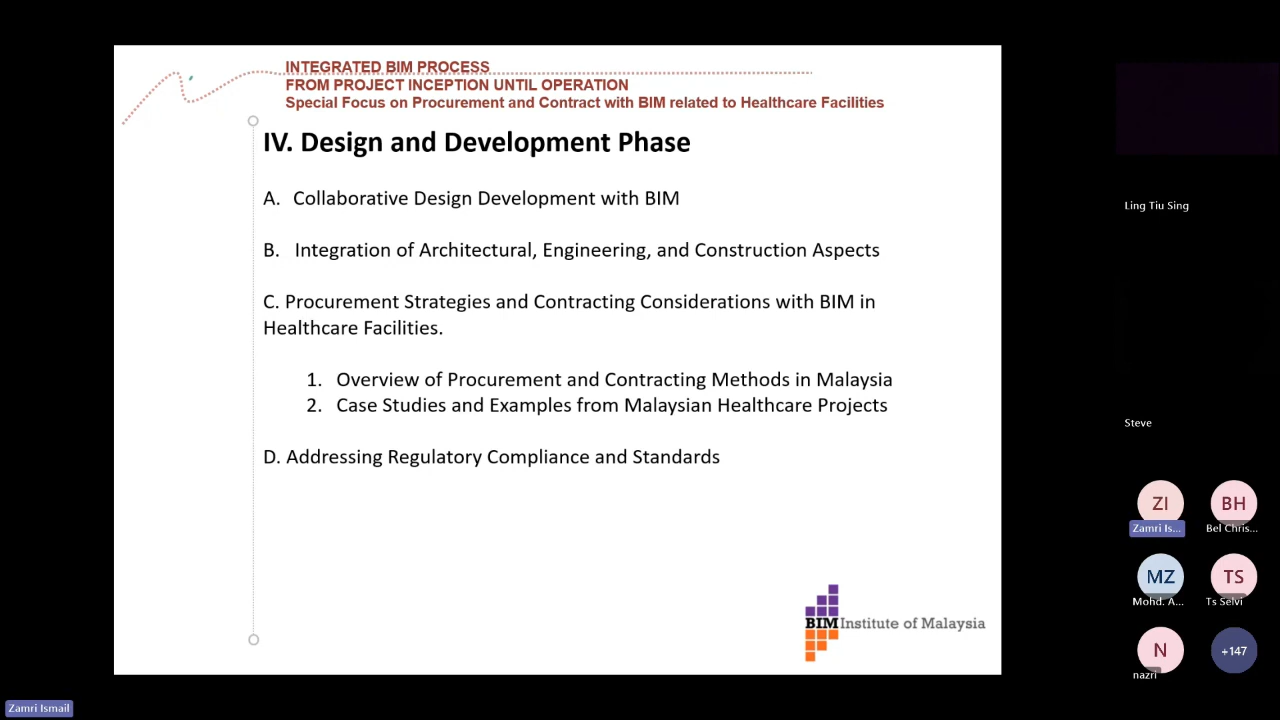 INTEGRATED BIM PROCESS
FROM PROJECT INCEPTION UNTIL OPERATION
Special Focus on Procurement and Contract with BIM related to Healthcare Facilities
IV. Design and Development Phase
A. Collaborative Design Development with BIM
B. Integration of Architectural, Engineering, and Construction Aspects
C. Procurement Strategies and Contracting Considerations with BIM in
Healthcare Facilities.
1. Overview of Procurement and Contracting Methods in Malaysia
2. Case Studies and Examples from Malaysian Healthcare Projects
D. Addressing Regulatory Compliance and Standards
BIM Institute of Malaysia
Ling Tiu Sing
Steve
ZI
BH
Zamri Is...
Bel Chris...
MZ
TS
Mohd. A...
Ts Selvi
N
+147
nazri
Zamri Ismail